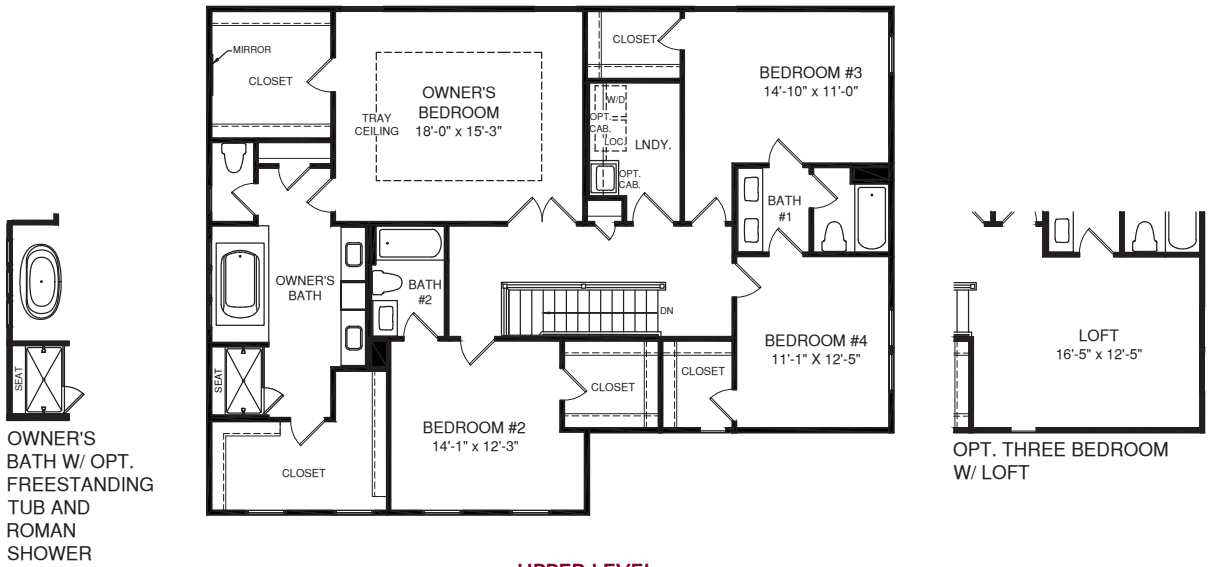 MIRROR
CLOSET
TRAY
CEILING
OWNER'S
BEDROOM
18'-0" x 15'-3"
CLOSET
W/D
OPT.
CAB.
LOC.
LNDY.
OPT.
CAB.
BEDROOM #3
14'-10" x 11'-0"
BATH
#1
OWNER'S
BATH
BATH
#2
DN
SEAT
CLOSET
BEDROOM #2
14'-1" x 12'-3"
CLOSET
CLOSET
BEDROOM #4
11'-1" X 12'-5"
SEAT
OWNER'S
BATH W/ OPT.
FREESTANDING
TUB AND
ROMAN
SHOWER
LOFT
16'-5" x 12'-5"
OPT. THREE BEDROOM
W/ LOFT
UPPER LEVEL